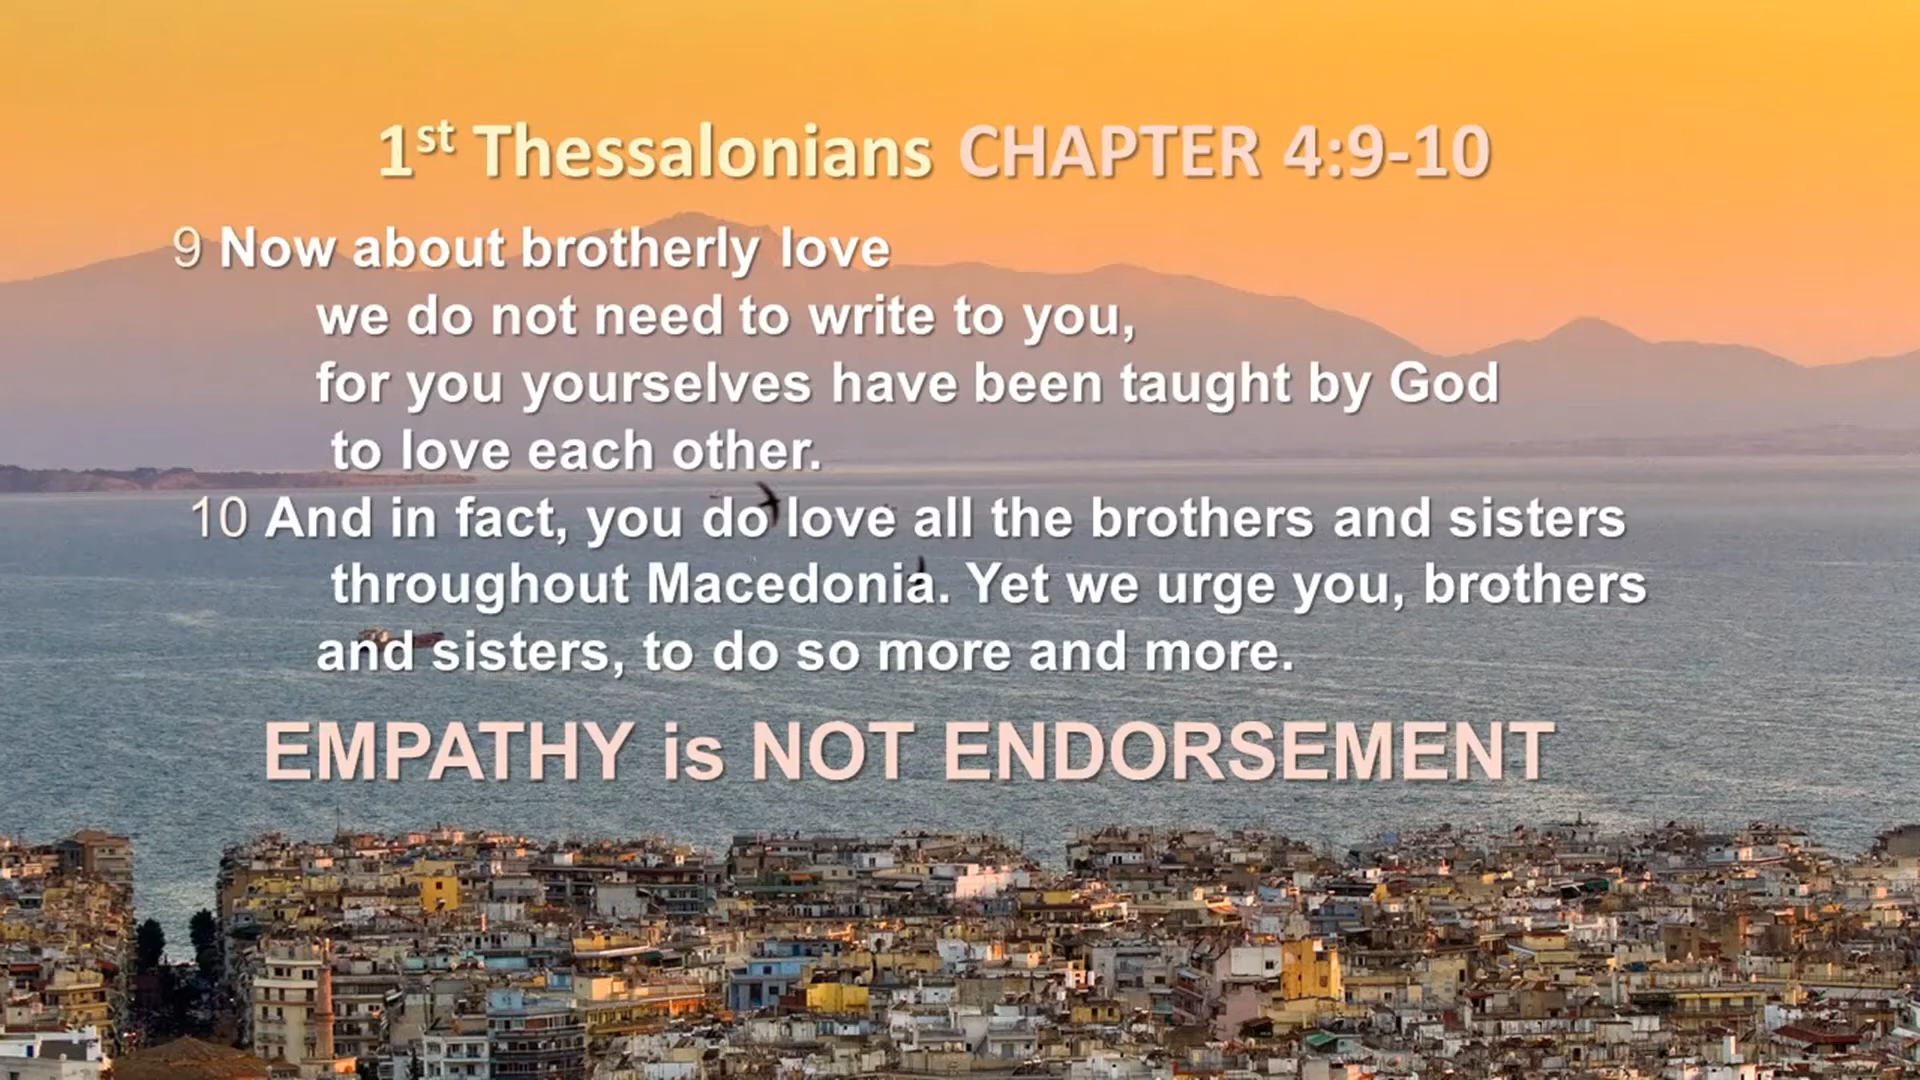 1st Thessalonians CHAPTER 4:9-10
9 Now about brotherly love
we do not need to write to you,
for you yourselves have been taught by God
to love each other.
10 And in fact, you do love all the brothers and sisters
throughout Macedonia. Yet we urge you, brothers
and sisters, to do so more and more.
EMPATHY is NOT ENDORSEMENT